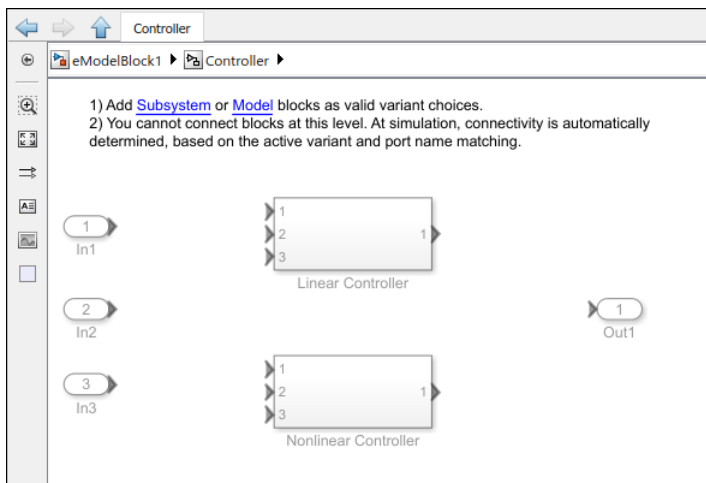 Controller
eModelBlock1 Controller
1) Add Subsystem or Model blocks as valid variant choices.
2) You cannot connect blocks at this level. At simulation, connectivity is automatically
determined, based on the active variant and port name matching.
1
In1
1
2
3
1
Linear Controller
2
In2
1
Out1
3
In3
1
2
3
1
Nonlinear Controller